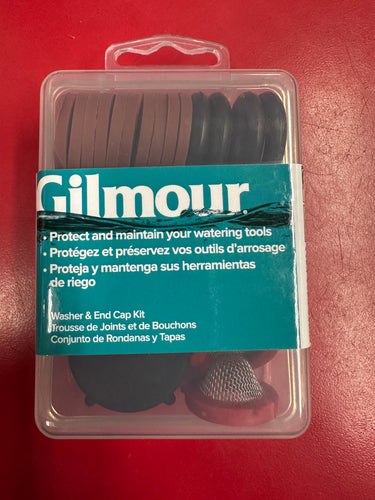 Gilmour
• Protect and maintain your watering tools
• Protégez et préservez vos outils d'arrosage
• Proteja y mantenga sus herramientas
de riego
Washer & End Cap Kit
Trousse de Joints et de Bouchons
Conjunto de Rondanas y Tapas